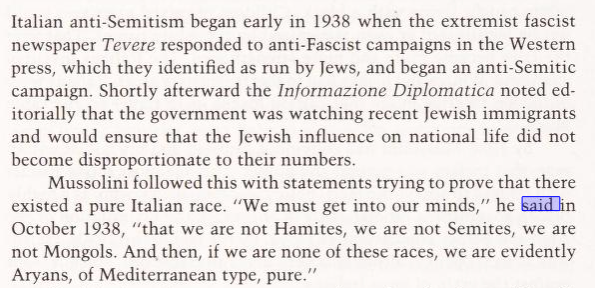 Italian anti-Semitism began early in 1938 when the extremist fascist
newspaper Tevere responded to anti-Fascist campaigns in the Western
press, which they identified as run by Jews, and began an anti-Semitic
campaign. Shortly afterward the Informazione Diplomatica noted ed-
itorially that the government was watching recent Jewish immigrants
and would ensure that the Jewish influence on national life did not
become disproportionate to their numbers.
Mussolini followed this with statements trying to prove that there
existed a pure Italian race. "We must get into our minds," he said in
October 1938, "that we are not Hamites, we are not Semites, we are
not Mongols. And then, if we are none of these races, we are evidently
Aryans, of Mediterranean type, pure."